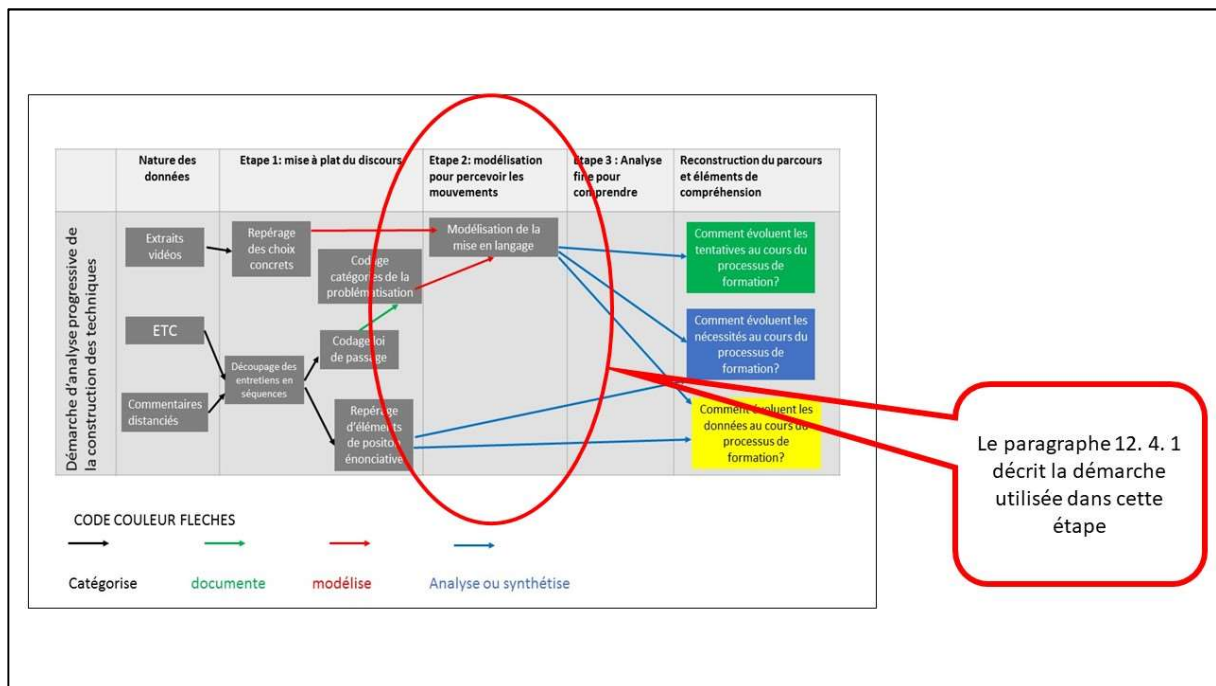 Nature des
données
Etape 1: mise à plat du discours
Etape 2: modélisation
pour percevoir les
mouvements
Etape 3 : Analyse
fine pour
comprendre
Reconstruction du parcours
et éléments de
compréhension
Démarche d'analyse progressive de
la construction des techniques
Extraits
vidéos
Repérage
des choix
concrets
Codage
catégories de la
problématisation
Modélisation de la
mise en langage
Comment évoluent les
tentatives au cours du
processus de
formation?
ETC
Découpage des
entretiens en
séquences
Codage loi
de passage
Comment évoluent les
nécessités au cours du
processus de
formation?
Commentaires
distanciés
Repérage
d'éléments
de positon
énonciative
Comment évoluent les
données au cours du
processus de
formation?
Le paragraphe 12. 4. 1
décrit la démarche
utilisée dans cette
étape
CODE COULEUR FLECHES
Catégorise
documente
modélise
Analyse ou synthétise